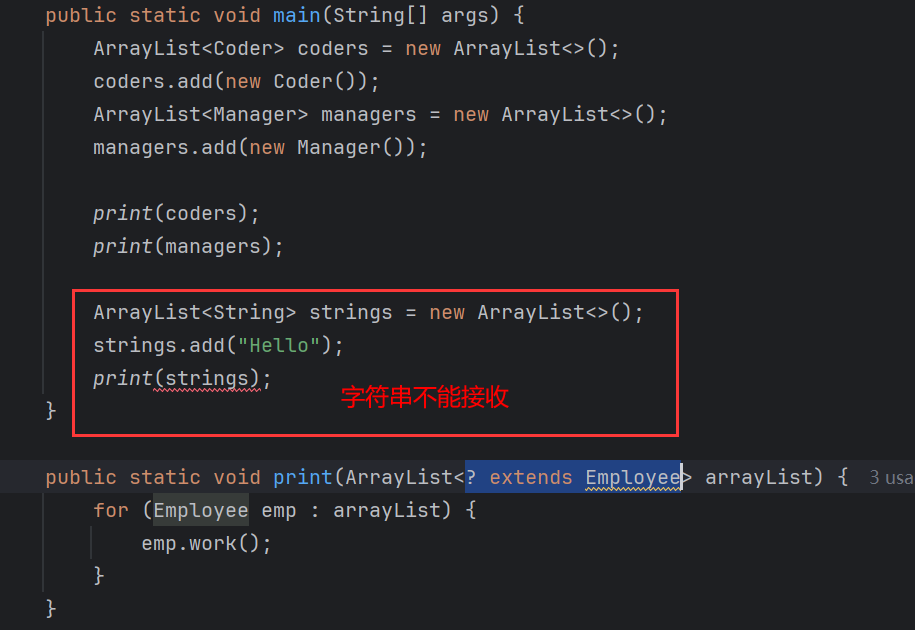 public static void main(String[] args) {
ArrayList<Coder> coders = new ArrayList<>();
coders.add(new Coder());
ArrayList<Manager> managers = new ArrayList<>();
managers.add(new Manager());
print(coders);
print(managers);
ArrayList<String> strings = new ArrayList<>();
strings.add("Hello");
print(strings);
字符串不能接收
}
public static void print(ArrayList<? extends Employee> arrayList) { 3 usa
for (Employee emp : arrayList) {
emp.work();
}
}